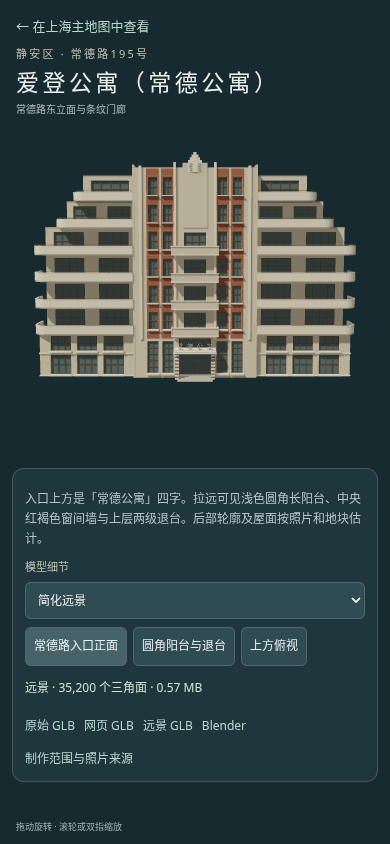 ← 在上海主地图中查看
静安区 · 常德路195号
爱登公寓（常德公寓）
常德路东立面与条纹门廊
入口上方是「常德公寓」四字。拉远可见浅色圆角长阳台、中央
红褐色窗间墙与上层两级退台。后部轮廓及屋面按照片和地块估
计。
模型细节
简化远景
常德路入口正面 圆角阳台与退台 上方俯视
远景 · 35,200 个三角面 · 0.57 MB
原始 GLB 网页 GLB 远景 GLB Blender
制作范围与照片来源
拖动旋转 · 滚轮或双指缩放